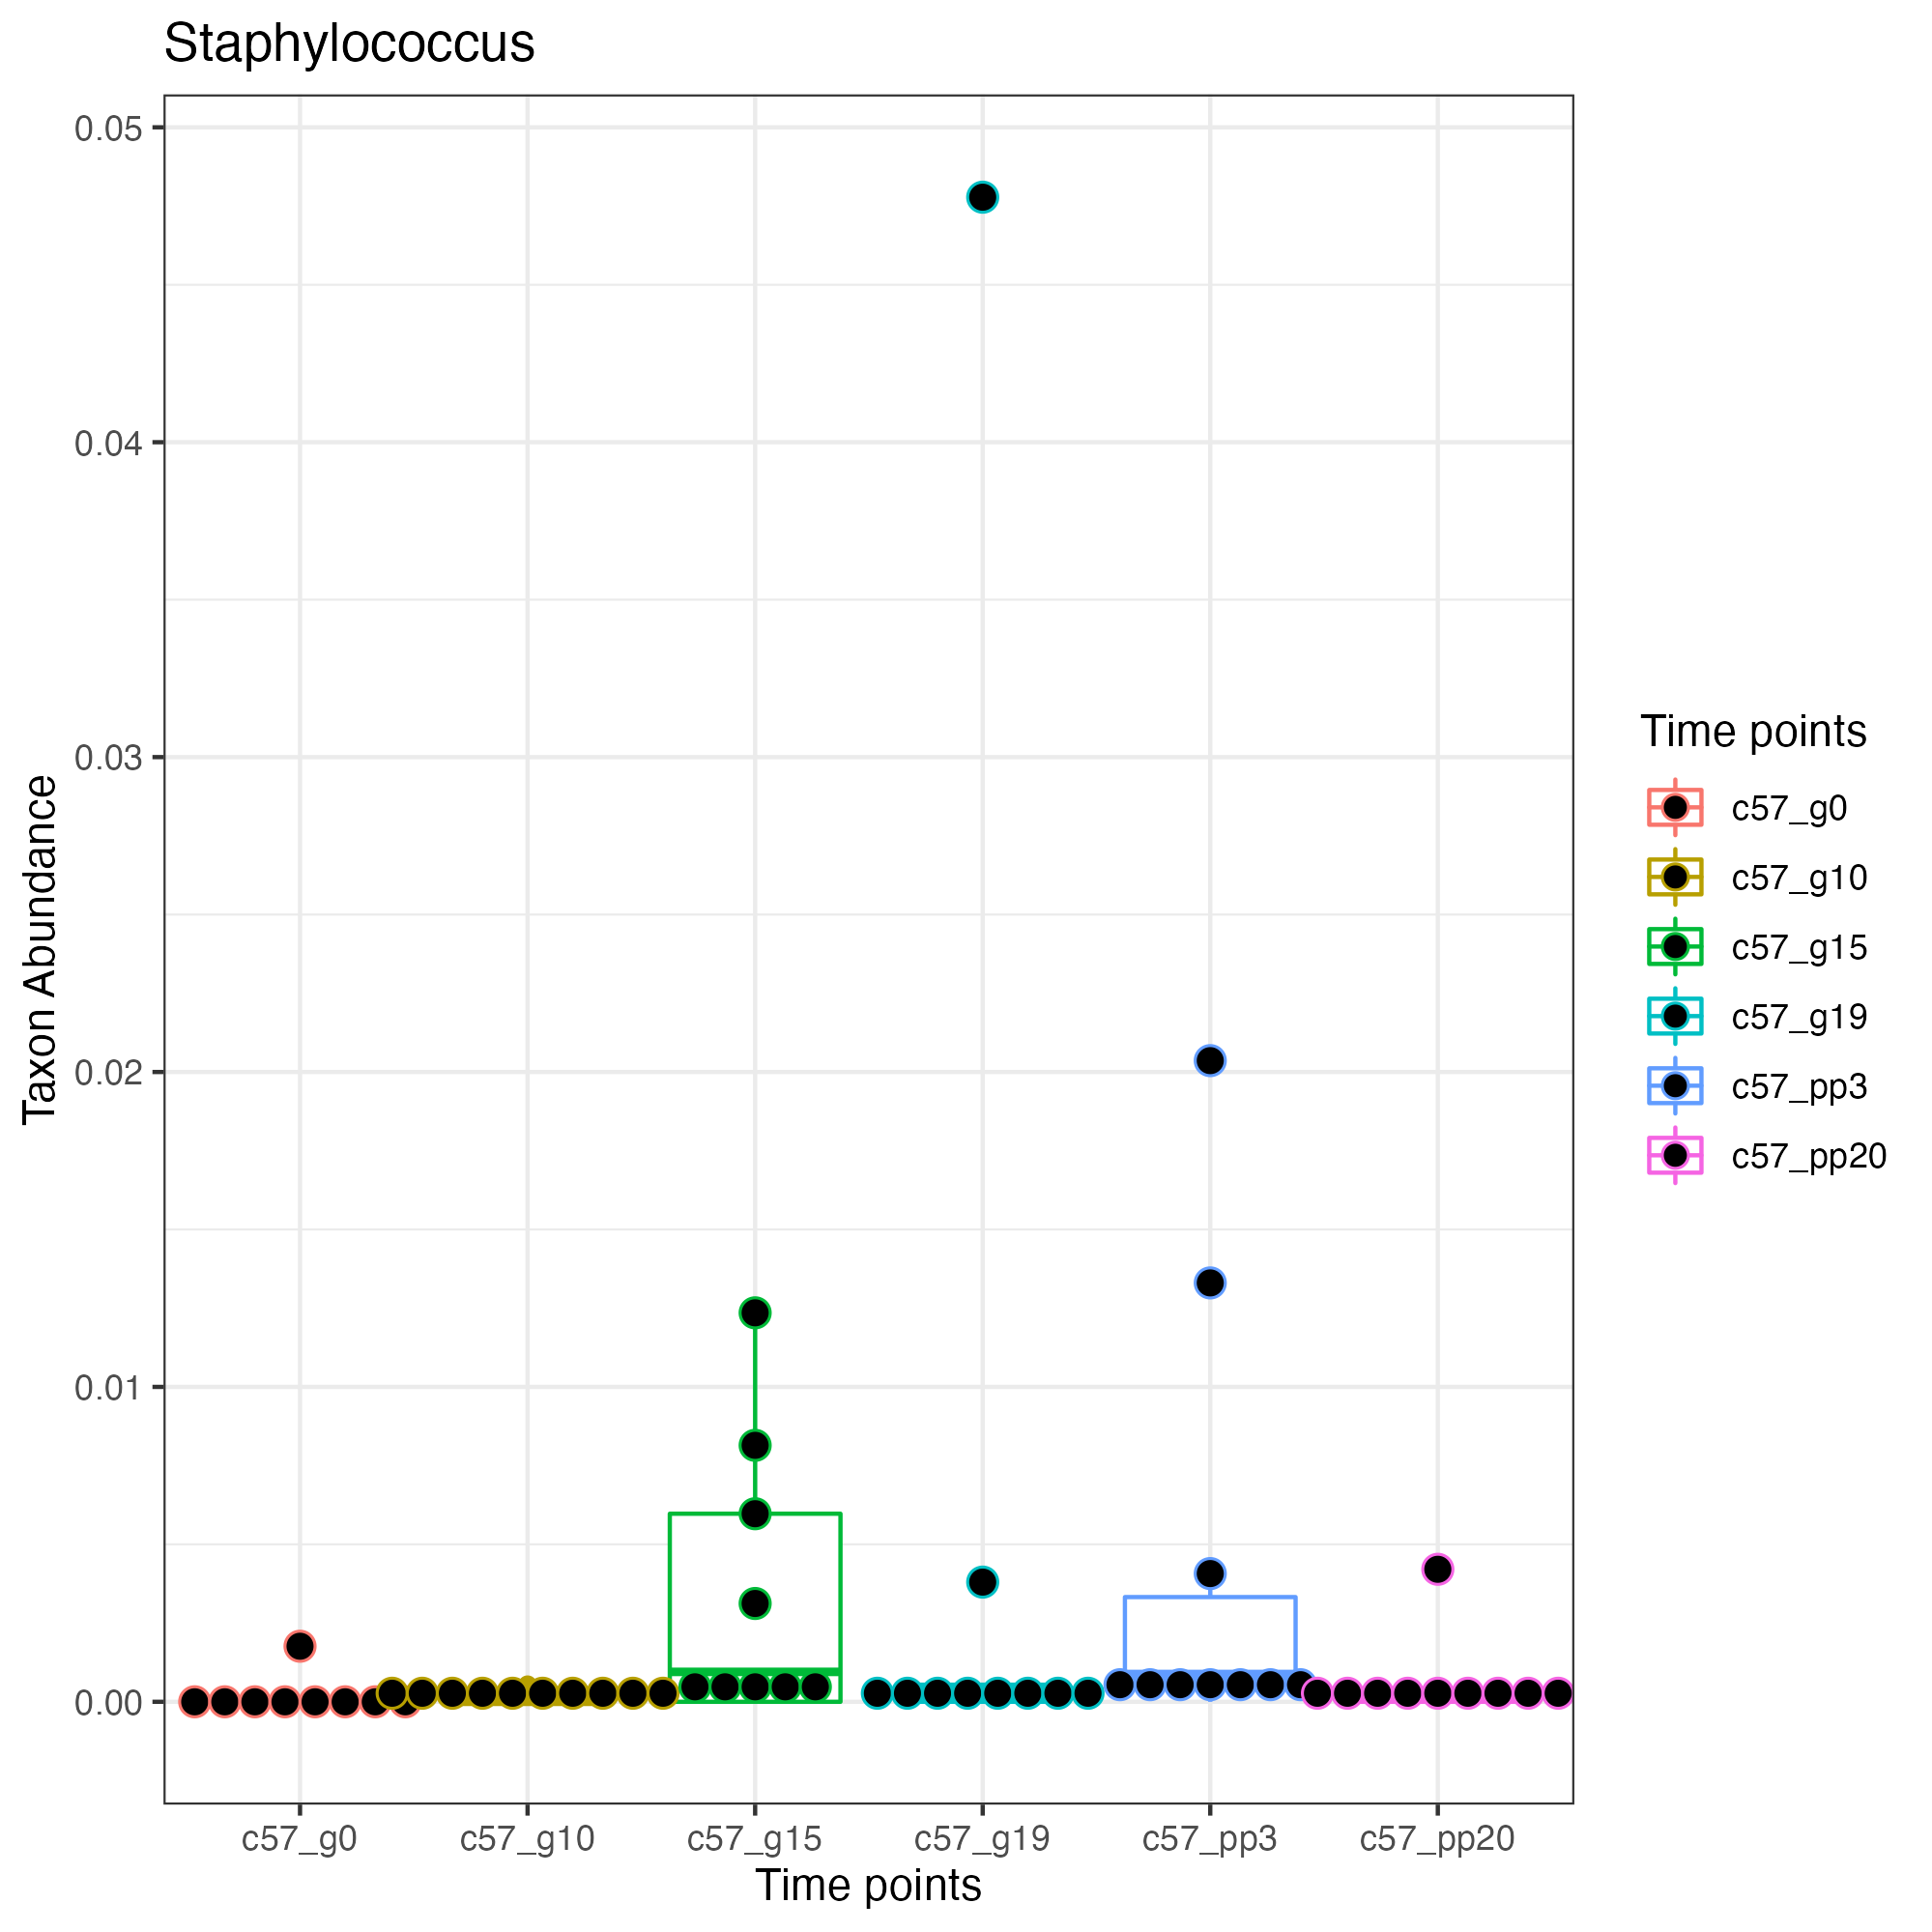 Staphylococcus
Taxon Abundance
0.05
0.04
0.03
0.02
0.01
0.00
c57_g0 c57_g10 c57_g15 c57_g19 c57_pp3 c57_pp20
Time points
Time points
c57_g0
c57_g10
c57_g15
c57_g19
c57_pp3
c57_pp20